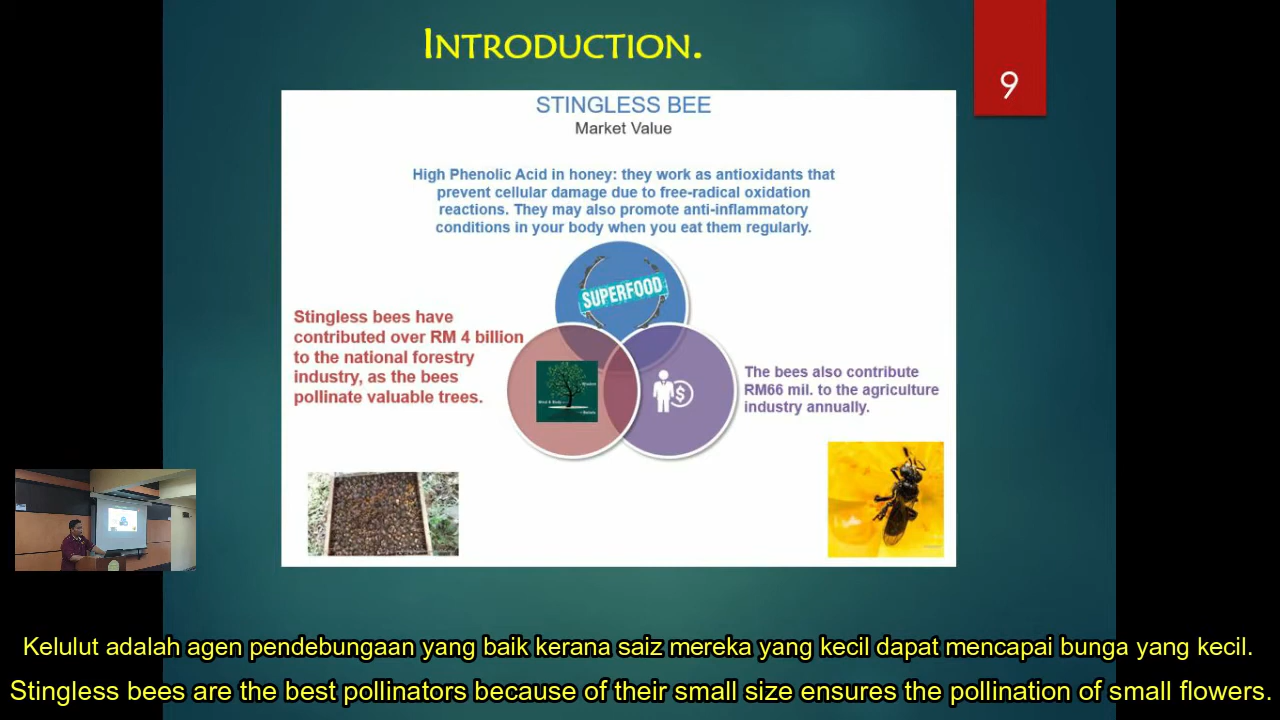 INTRODUCTION.
9
STINGLESS BEE
Market Value
High Phenolic Acid in honey: they work as antioxidants that
prevent cellular damage due to free-radical oxidation
reactions. They may also promote anti-inflammatory
conditions in your body when you eat them regularly.
SUPERFOOD
Stingless bees have
contributed over RM 4 billion
to the national forestry
industry, as the bees
pollinate valuable trees.
The bees also contribute
RM66 mil. to the agriculture
industry annually.
Kelulut adalah agen pendebungaan yang baik kerana saiz mereka yang kecil dapat mencapai bunga yang kecil.
Stingless bees are the best pollinators because of their small size ensures the pollination of small flowers.